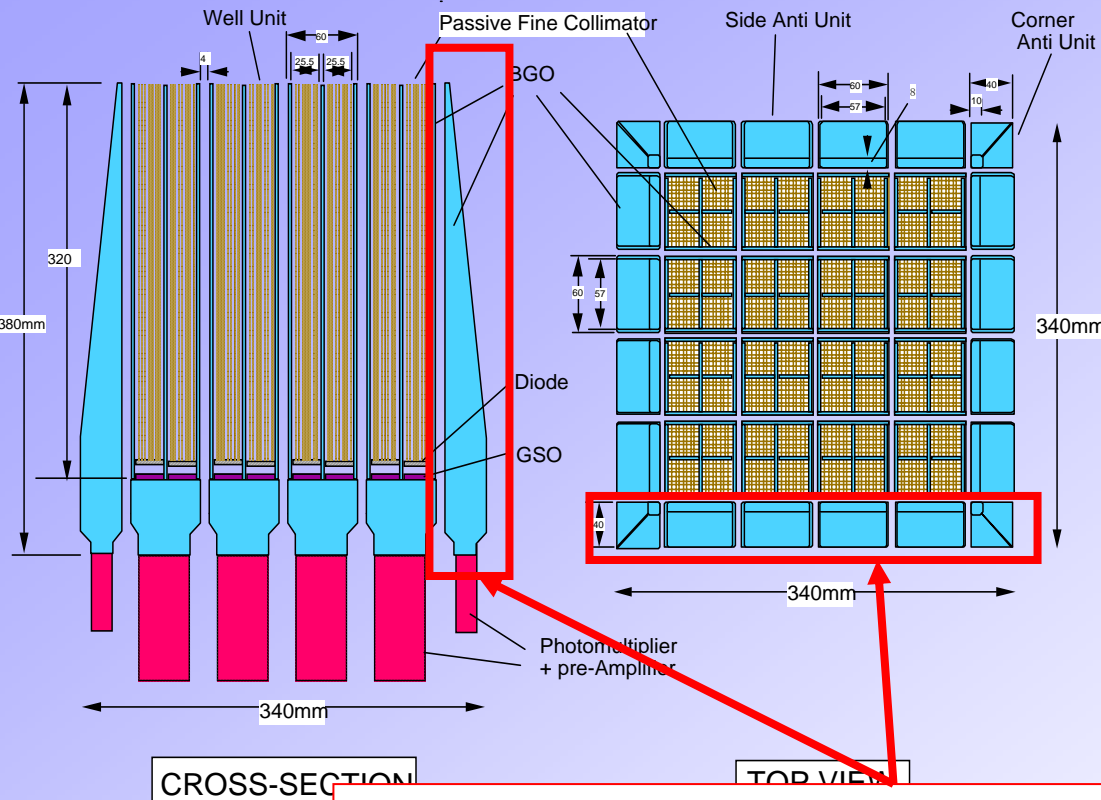 Well Unit
Passive Fine Collimator
Side Anti Unit
Corner
Anti Unit
60
4
25.5
25.5
BGO
60
57
8
40
10
320
380mm
60
57
340mm
Diode
GSO
40
340mm
Photomultiplier
+ pre-Amplifier
340mm
CROSS-SECTION
TOP VIEW